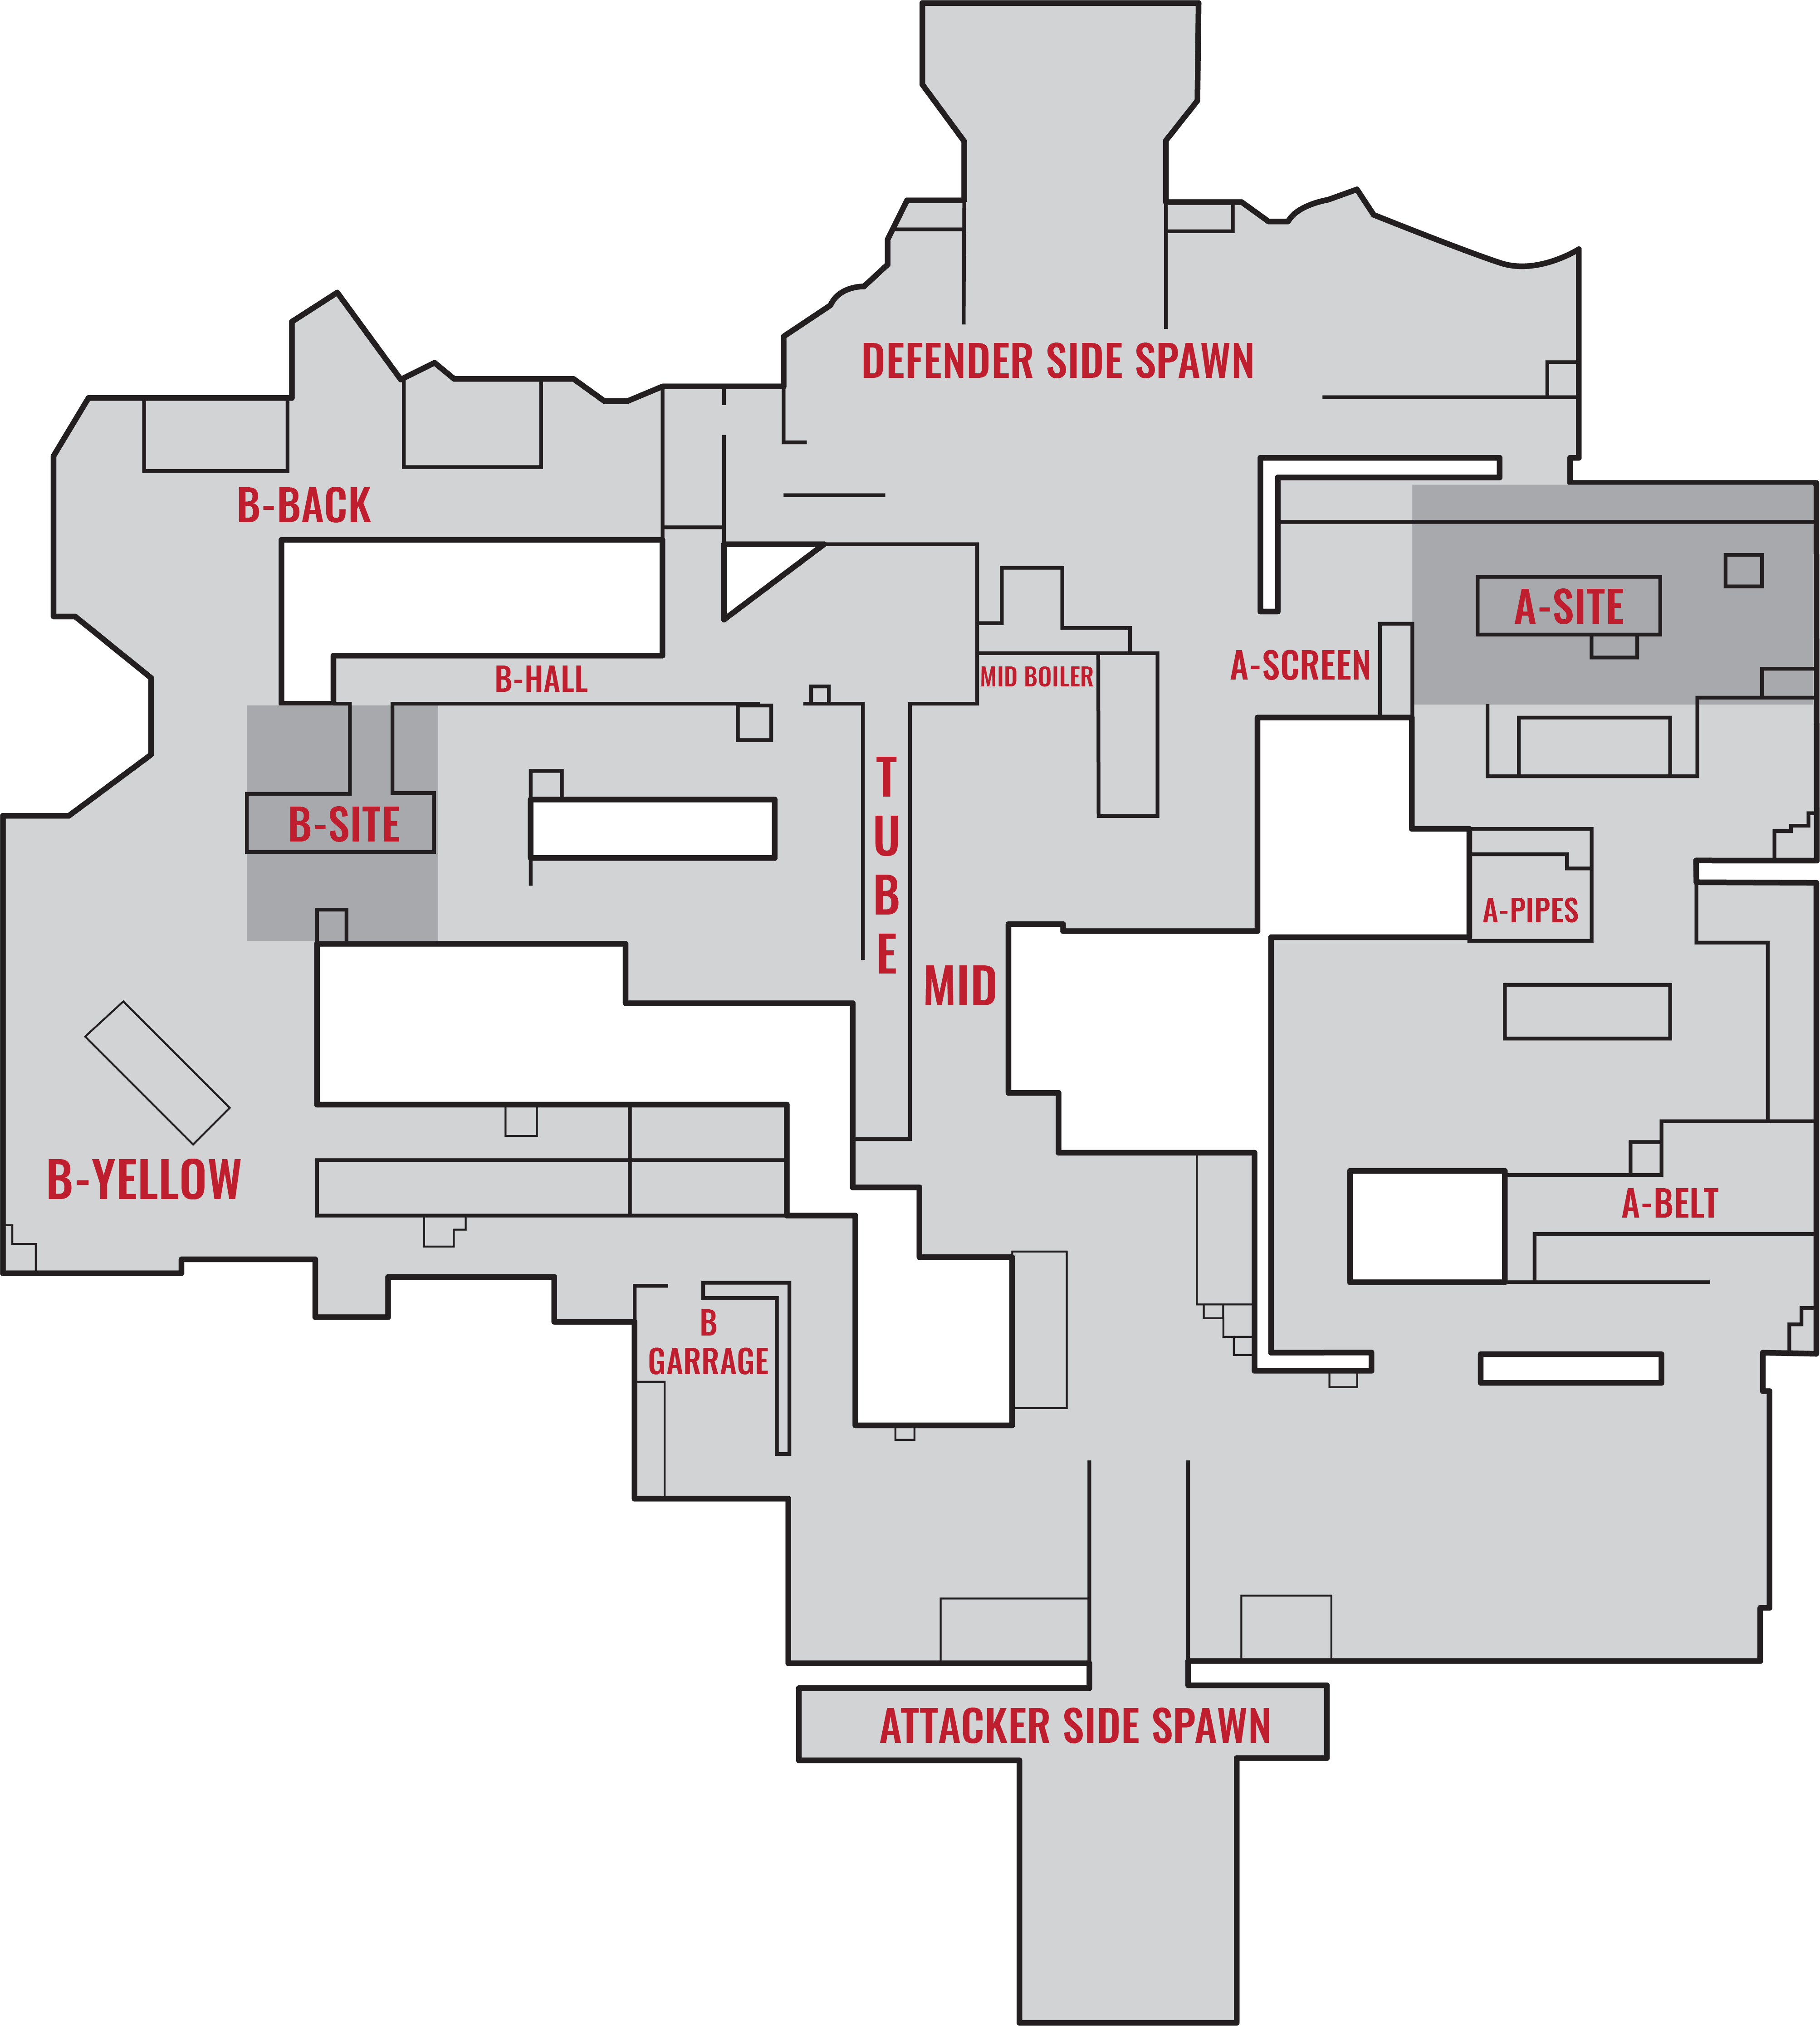 DEFENDER SIDE SPAWN
B-BACK
A-SITE
A-SCREEN
B-HALL
MID BOILER
TUBE
B-SITE
A-PIPES
MID
B-YELLOW
A-BELT
B
GARRAGE
ATTACKER SIDE SPAWN